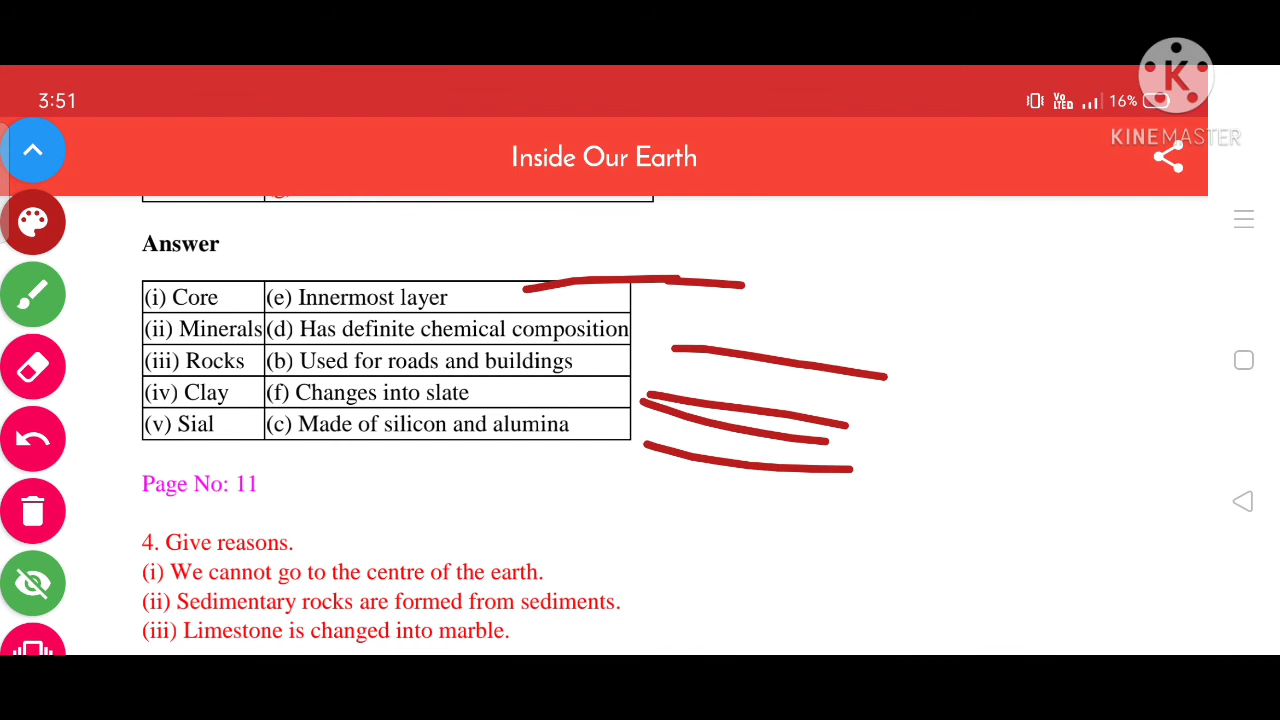 3:51
Vo LTED
16%
K
KINEMASTER
Inside Our Earth
Answer
(i) Core (e) Innermost layer
(ii) Minerals (d) Has definite chemical composition
(iii) Rocks (b) Used for roads and buildings
(iv) Clay (f) Changes into slate
(v) Sial (c) Made of silicon and alumina
Page No: 11
4. Give reasons.
(i) We cannot go to the centre of the earth.
(ii) Sedimentary rocks are formed from sediments.
(iii) Limestone is changed into marble.